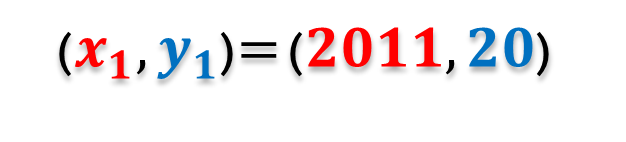 (x₁, y₁)=(2011, 20)